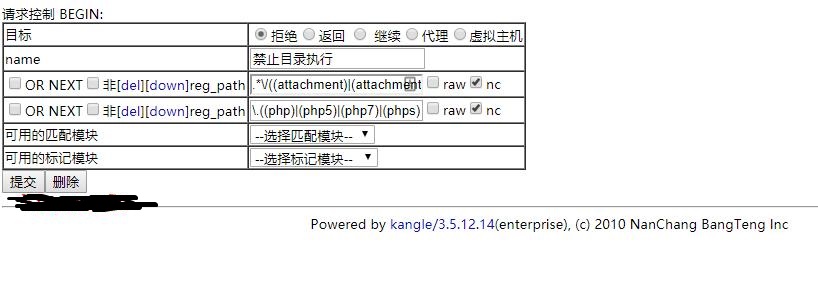 请求控制 BEGIN:
目标 拒绝 返回 继续 代理 虚拟主机
name 禁止目录执行
OR NEXT 非[del][down]reg_path .*\/((attachment)|(attachment raw nc
OR NEXT 非[del][down]reg_path \.((php)|(php5)|(php7)|(phps) raw nc
可用的匹配模块 --选择匹配模块--
可用的标记模块 --选择标记模块--
提交 删除
Powered by kangle/3.5.12.14(enterprise), (c) 2010 NanChang BangTeng Inc